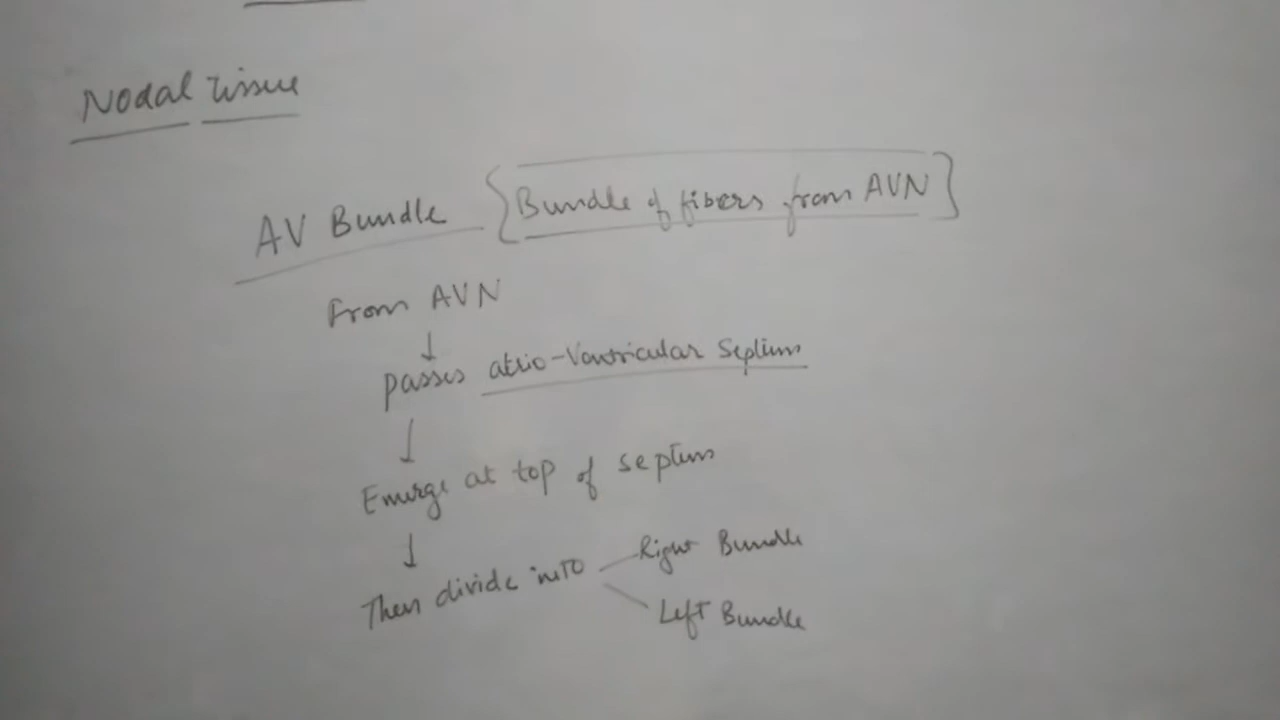 Nodal Tissue
AV Bundle {Bundle of fibers from AVN}
From AVN
↓
passes atrio-Ventricular Septum
↓
Emerge at top of septum
↓
Then divide into Right Bundle
Left Bundle